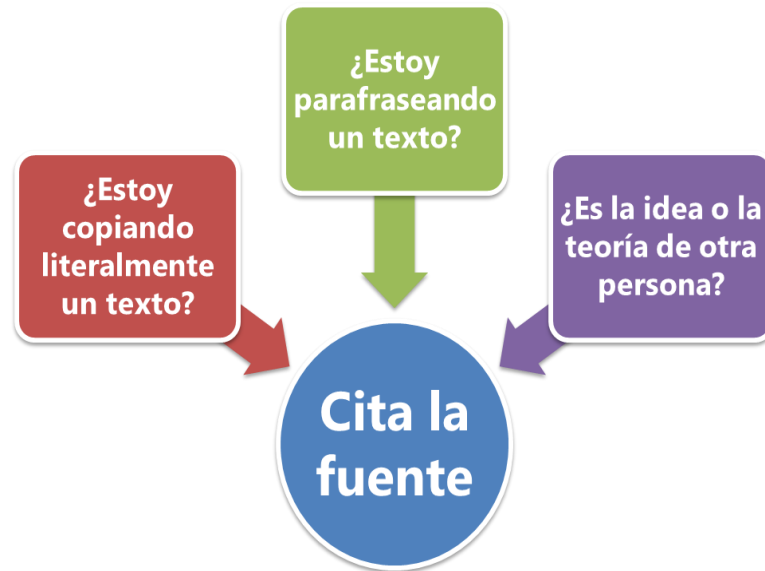 ¿Estoy
parafraseando
un texto?
¿Estoy
copiando
literalmente
un texto?
¿Es la idea o la
teoría de otra
persona?
Cita la
fuente